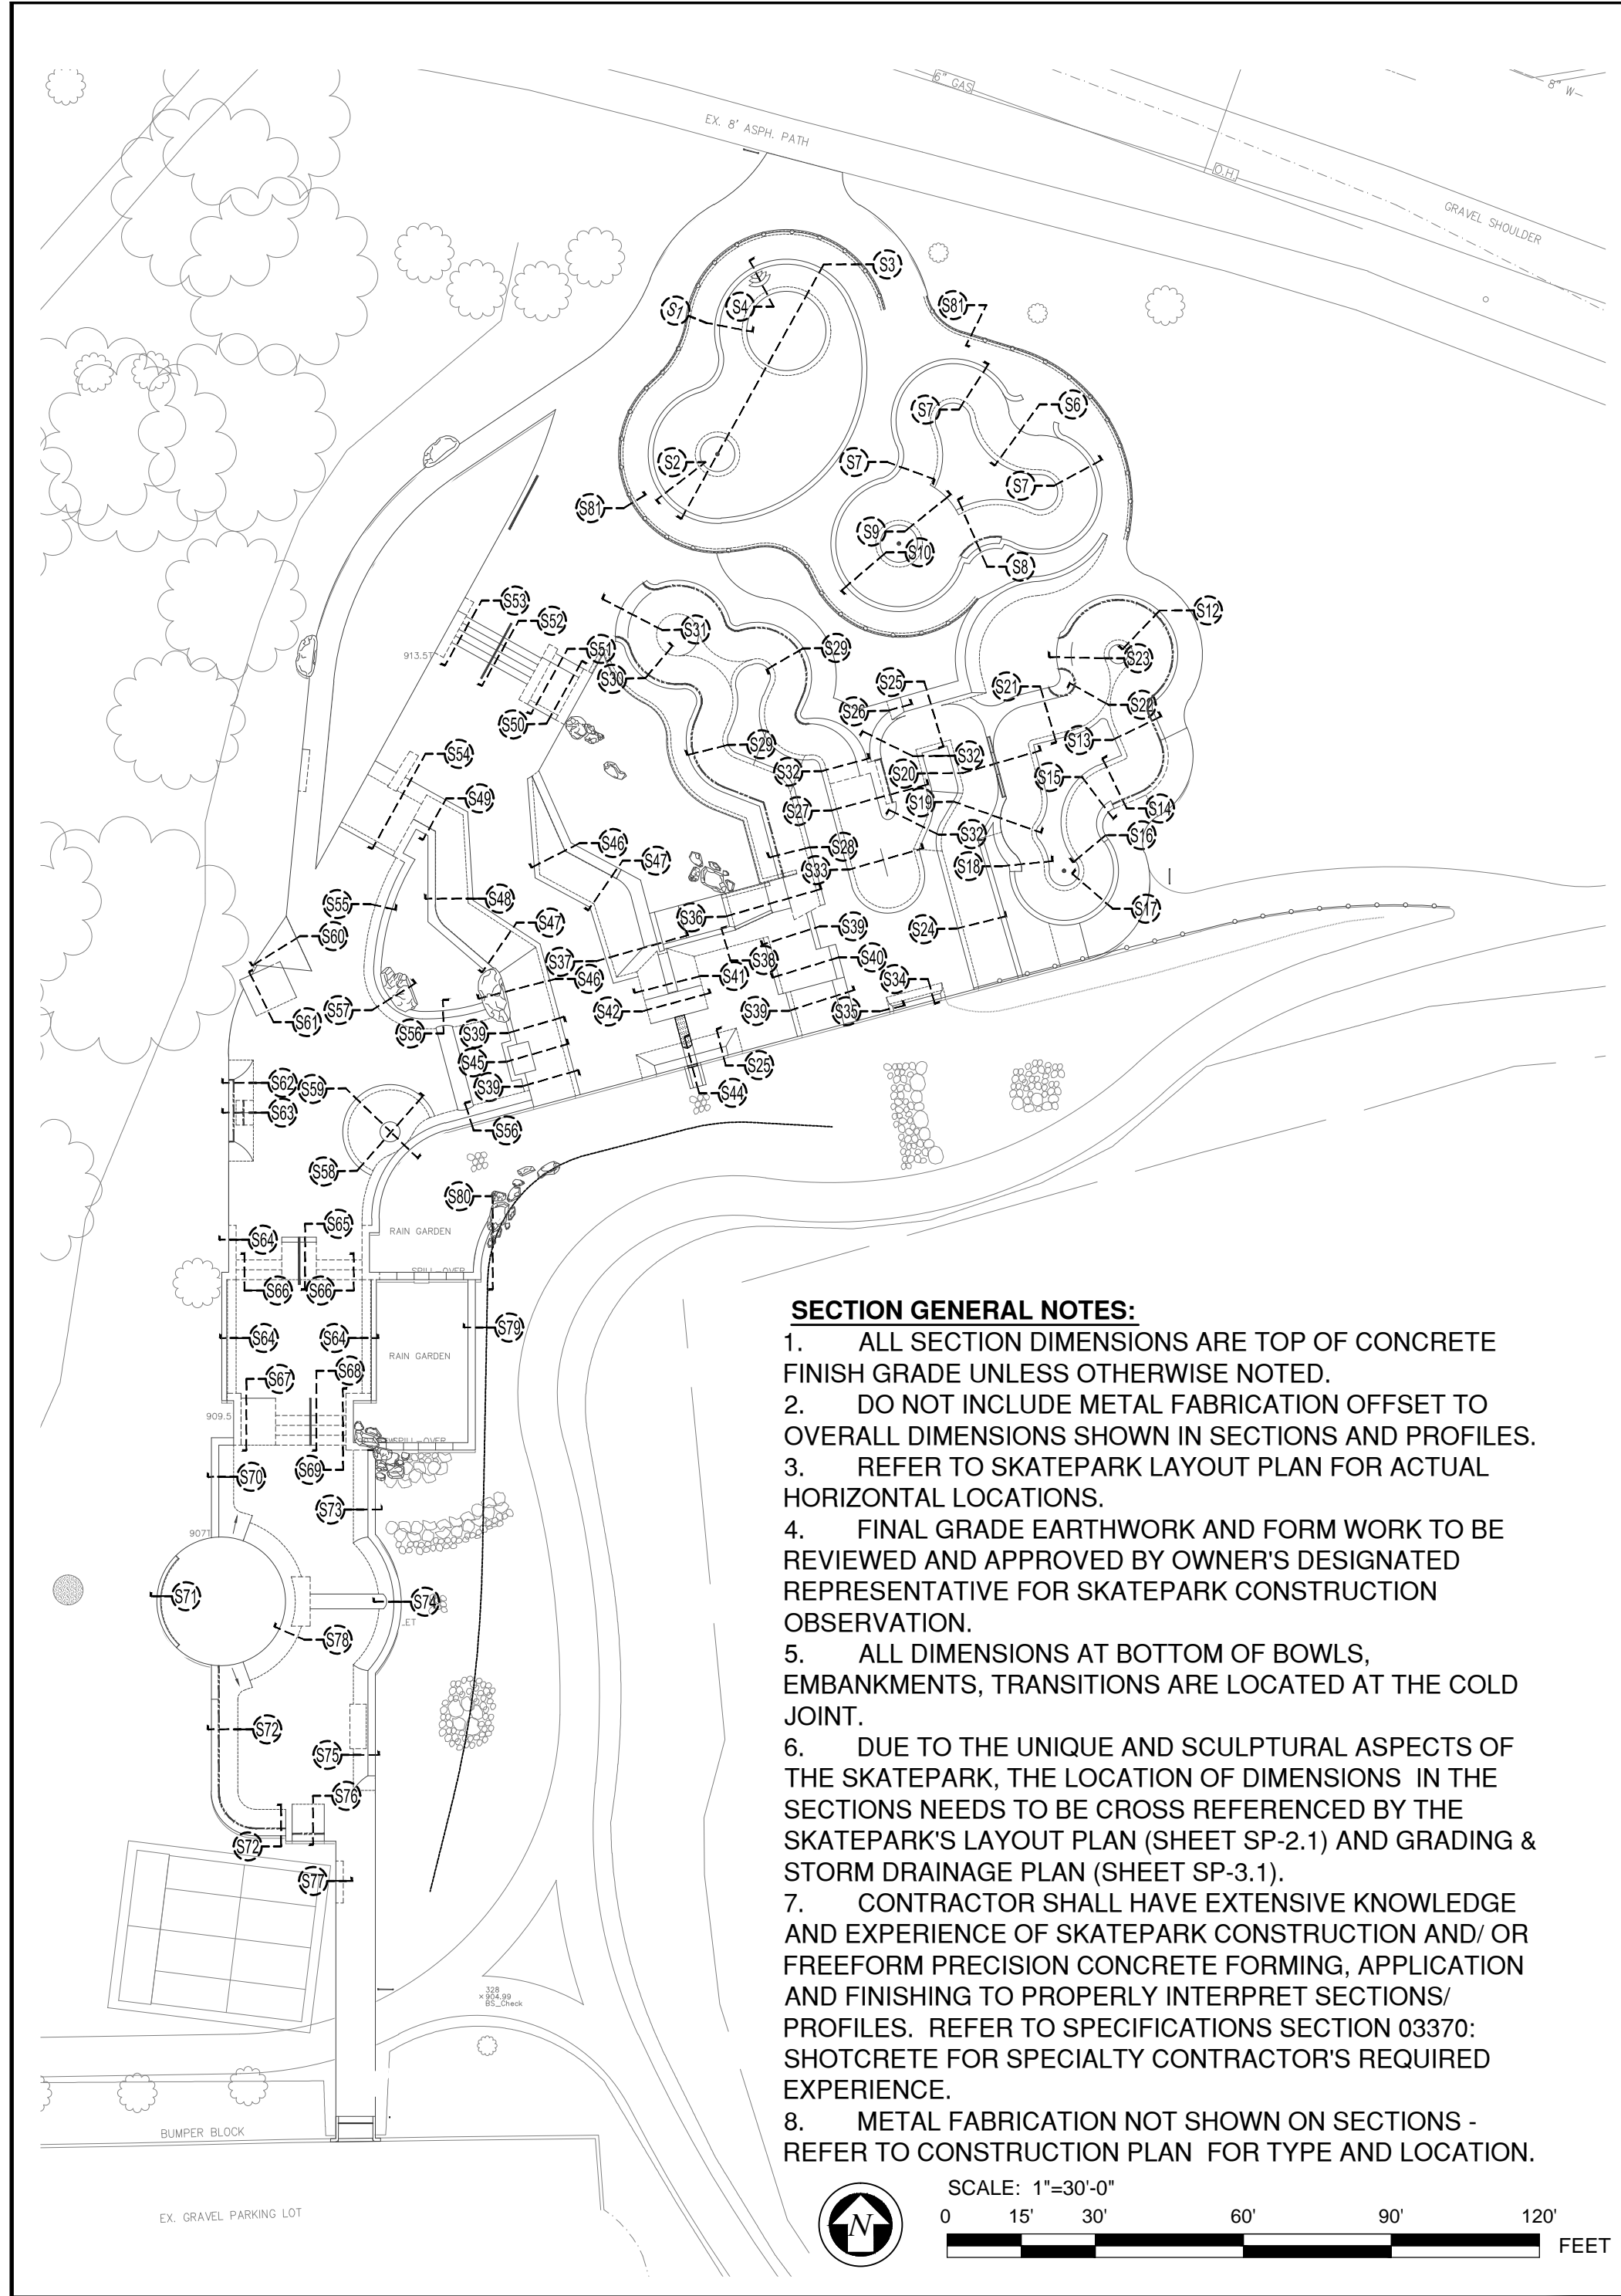 6" GAS
8" W
EX. 8' ASPH. PATH
O.H.
GRAVEL SHOULDER
S3
S1
S4
S81
S7
S6
S2
S7
S7
S81
S9
S10
S8
S53
S52
S12
S31
S51
S29
913.5T
S30
S23
S25
S21
S26
S22
S50
S13
S29
S54
S32
S32
S20
S15
S49
S27
S19
S14
S46
S32
S16
S28
S47
S33
S18
S48
S55
S17
S36
S47
S39
S24
S60
S37
S38
S40
S46
S41
S34
S57
S42
S39
S35
S61
S56
S39
S45
S25
S62
S59
S39
S44
S63
S56
S58
S80
S65
RAIN GARDEN
S64
SPILL-OVER
S66
S66
S79
S64
S64
RAIN GARDEN
S68
S67
909.5
SPILL-OVER
S69
S70
S73
907T
S71
S74
LET
S78
S72
S75
S76
S72
S77
328
904.99
BS_Check
BUMPER BLOCK
EX. GRAVEL PARKING LOT
SECTION GENERAL NOTES:
1. ALL SECTION DIMENSIONS ARE TOP OF CONCRETE
FINISH GRADE UNLESS OTHERWISE NOTED.
2. DO NOT INCLUDE METAL FABRICATION OFFSET TO
OVERALL DIMENSIONS SHOWN IN SECTIONS AND PROFILES.
3. REFER TO SKATEPARK LAYOUT PLAN FOR ACTUAL
HORIZONTAL LOCATIONS.
4. FINAL GRADE EARTHWORK AND FORM WORK TO BE
REVIEWED AND APPROVED BY OWNER'S DESIGNATED
REPRESENTATIVE FOR SKATEPARK CONSTRUCTION
OBSERVATION.
5. ALL DIMENSIONS AT BOTTOM OF BOWLS,
EMBANKMENTS, TRANSITIONS ARE LOCATED AT THE COLD
JOINT.
6. DUE TO THE UNIQUE AND SCULPTURAL ASPECTS OF
THE SKATEPARK, THE LOCATION OF DIMENSIONS IN THE
SECTIONS NEEDS TO BE CROSS REFERENCED BY THE
SKATEPARK'S LAYOUT PLAN (SHEET SP-2.1) AND GRADING &
STORM DRAINAGE PLAN (SHEET SP-3.1).
7. CONTRACTOR SHALL HAVE EXTENSIVE KNOWLEDGE
AND EXPERIENCE OF SKATEPARK CONSTRUCTION AND/ OR
FREEFORM PRECISION CONCRETE FORMING, APPLICATION
AND FINISHING TO PROPERLY INTERPRET SECTIONS/
PROFILES. REFER TO SPECIFICATIONS SECTION 03370:
SHOTCRETE FOR SPECIALTY CONTRACTOR'S REQUIRED
EXPERIENCE.
8. METAL FABRICATION NOT SHOWN ON SECTIONS -
REFER TO CONSTRUCTION PLAN FOR TYPE AND LOCATION.
N
SCALE: 1"=30'-0"
0 15' 30' 60' 90' 120'
FEET